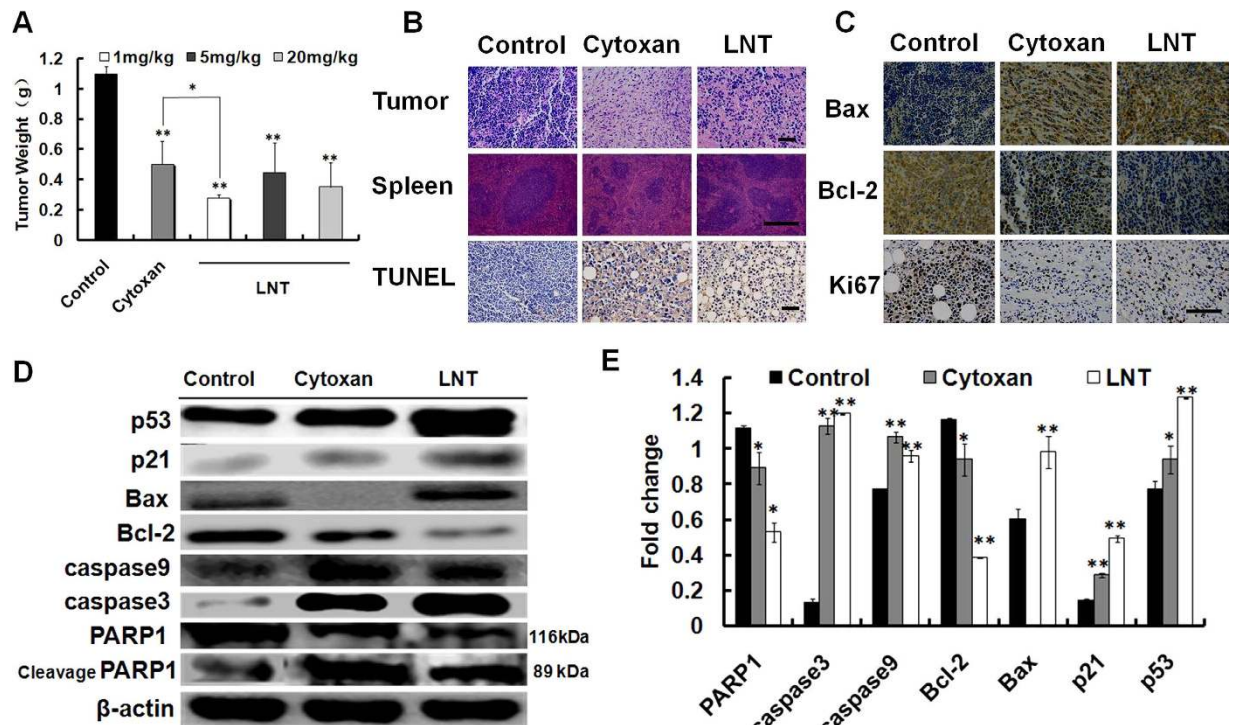 A
1mg/kg 5mg/kg 20mg/kg
Tumor Weight (g)
1.2
1
0.8
0.6
0.4
0.2
0
*
**
**
**
**
Control
Cytoxan
LNT
B
Control Cytoxan LNT
Tumor
Spleen
TUNEL
C
Control Cytoxan LNT
Bax
Bcl-2
Ki67
D
Control Cytoxan LNT
p53
p21
Bax
Bcl-2
caspase9
caspase3
PARP1 116kDa
Cleavage PARP1 89 kDa
β-actin
E
Control Cytoxan LNT
Fold change
1.4
1.2
1
0.8
0.6
0.4
0.2
0
*
*
**
**
**
**
*
**
**
**
**
*
**
PARP1
caspase3
caspase9
Bcl-2
Bax
p21
p53